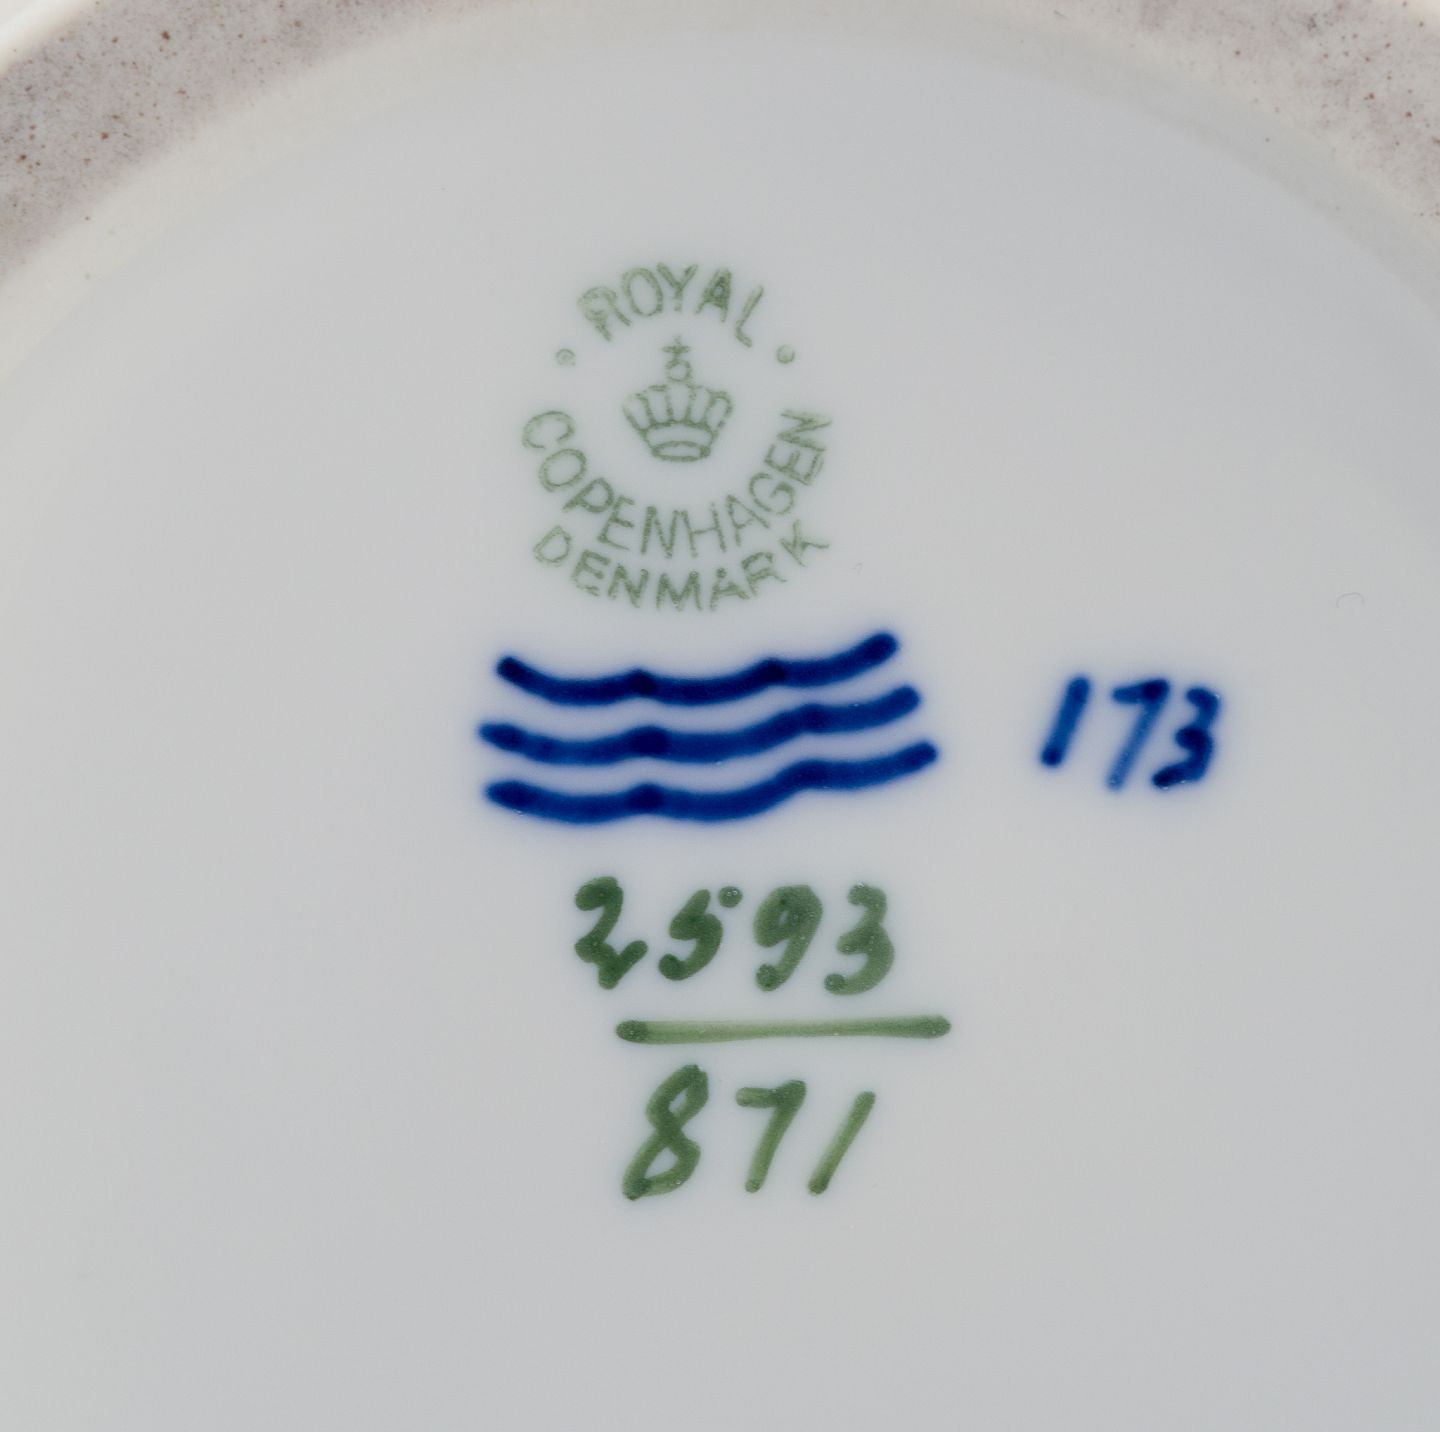 ROYAL
COPENHAGEN
DENMARK
173
2593
871